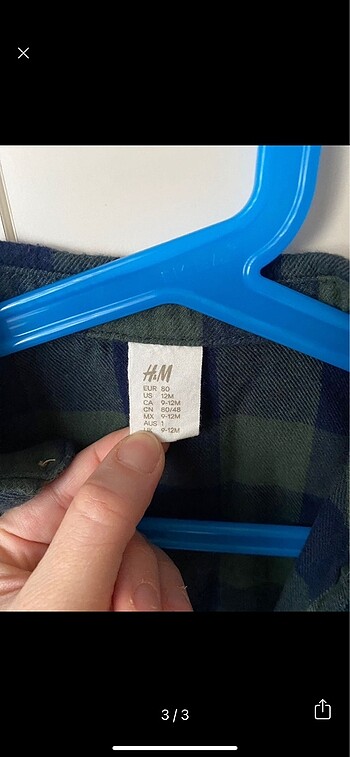 H&M
EUR 80
US 12M
CA 9-12M
CN 80/48
MX 9-12M
AUS 1
UK 9-12M
3/3